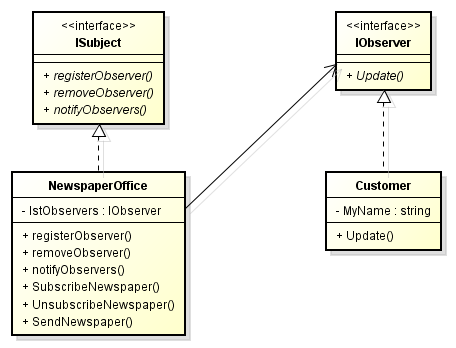 <<interface>>
ISubject
+ registerObserver()
+ removeObserver()
+ notifyObservers()
<<interface>>
IObserver
+ Update()
NewspaperOffice
- lstObservers : IObserver
+ registerObserver()
+ removeObserver()
+ notifyObservers()
+ SubscribeNewspaper()
+ UnsubscribeNewspaper()
+ SendNewspaper()
Customer
- MyName : string
+ Update()